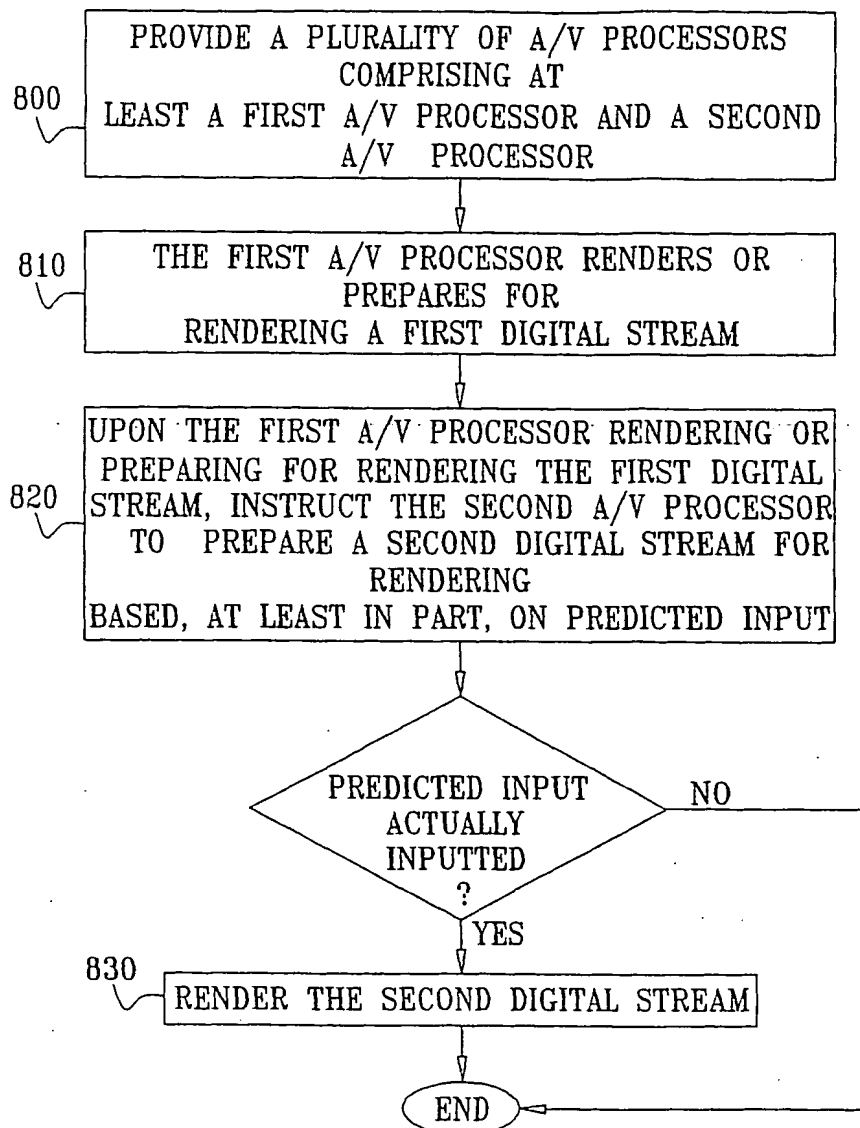 PROVIDE A PLURALITY OF A/V PROCESSORS
COMPRISING AT
800
LEAST A FIRST A/V PROCESSOR AND A SECOND
A/V PROCESSOR
810
THE FIRST A/V PROCESSOR RENDERS OR
PREPARES FOR
RENDERING A FIRST DIGITAL STREAM
UPON THE FIRST A/V PROCESSOR RENDERING OR
PREPARING FOR RENDERING THE FIRST DIGITAL
820
STREAM, INSTRUCT THE SECOND A/V PROCESSOR
TO PREPARE A SECOND DIGITAL STREAM FOR
RENDERING
BASED, AT LEAST IN PART, ON PREDICTED INPUT
PREDICTED INPUT
NO
ACTUALLY
INPUTTED
?
YES
830
RENDER THE SECOND DIGITAL STREAM
END